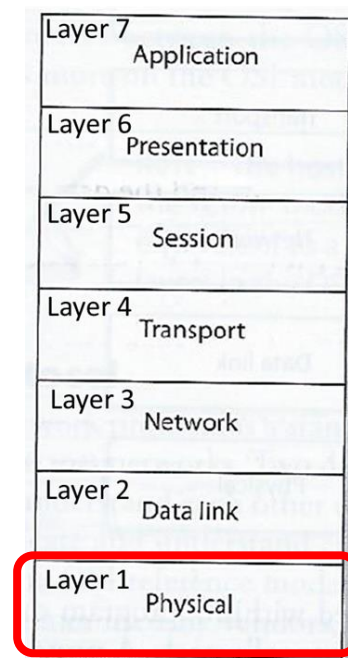 Layer 7
Application
Layer 6
Presentation
Layer 5
Session
Layer 4
Transport
Layer 3
Network
Layer 2
Data link
Layer 1
Physical